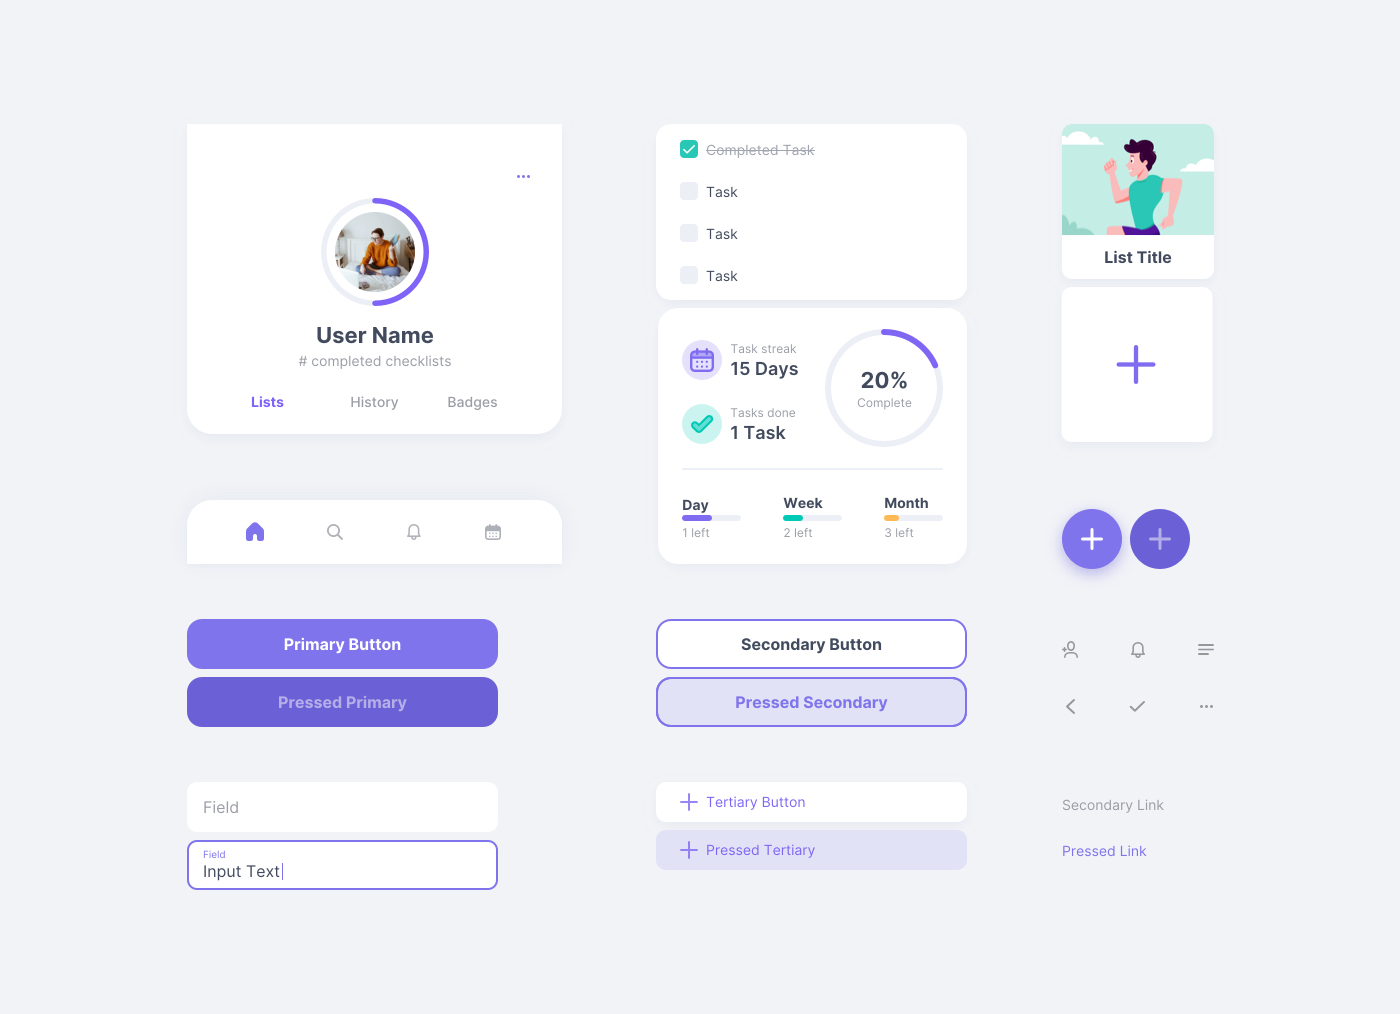 User Name
# completed checklists
Lists
History
Badges
Completed Task
Task
Task
Task
Task streak
15 Days
Tasks done
1 Task
20%
Complete
Day
1 left
Week
2 left
Month
3 left
List Title
Primary Button
Pressed Primary
Secondary Button
Pressed Secondary
Field
Field
Input Text
Tertiary Button
Pressed Tertiary
Secondary Link
Pressed Link